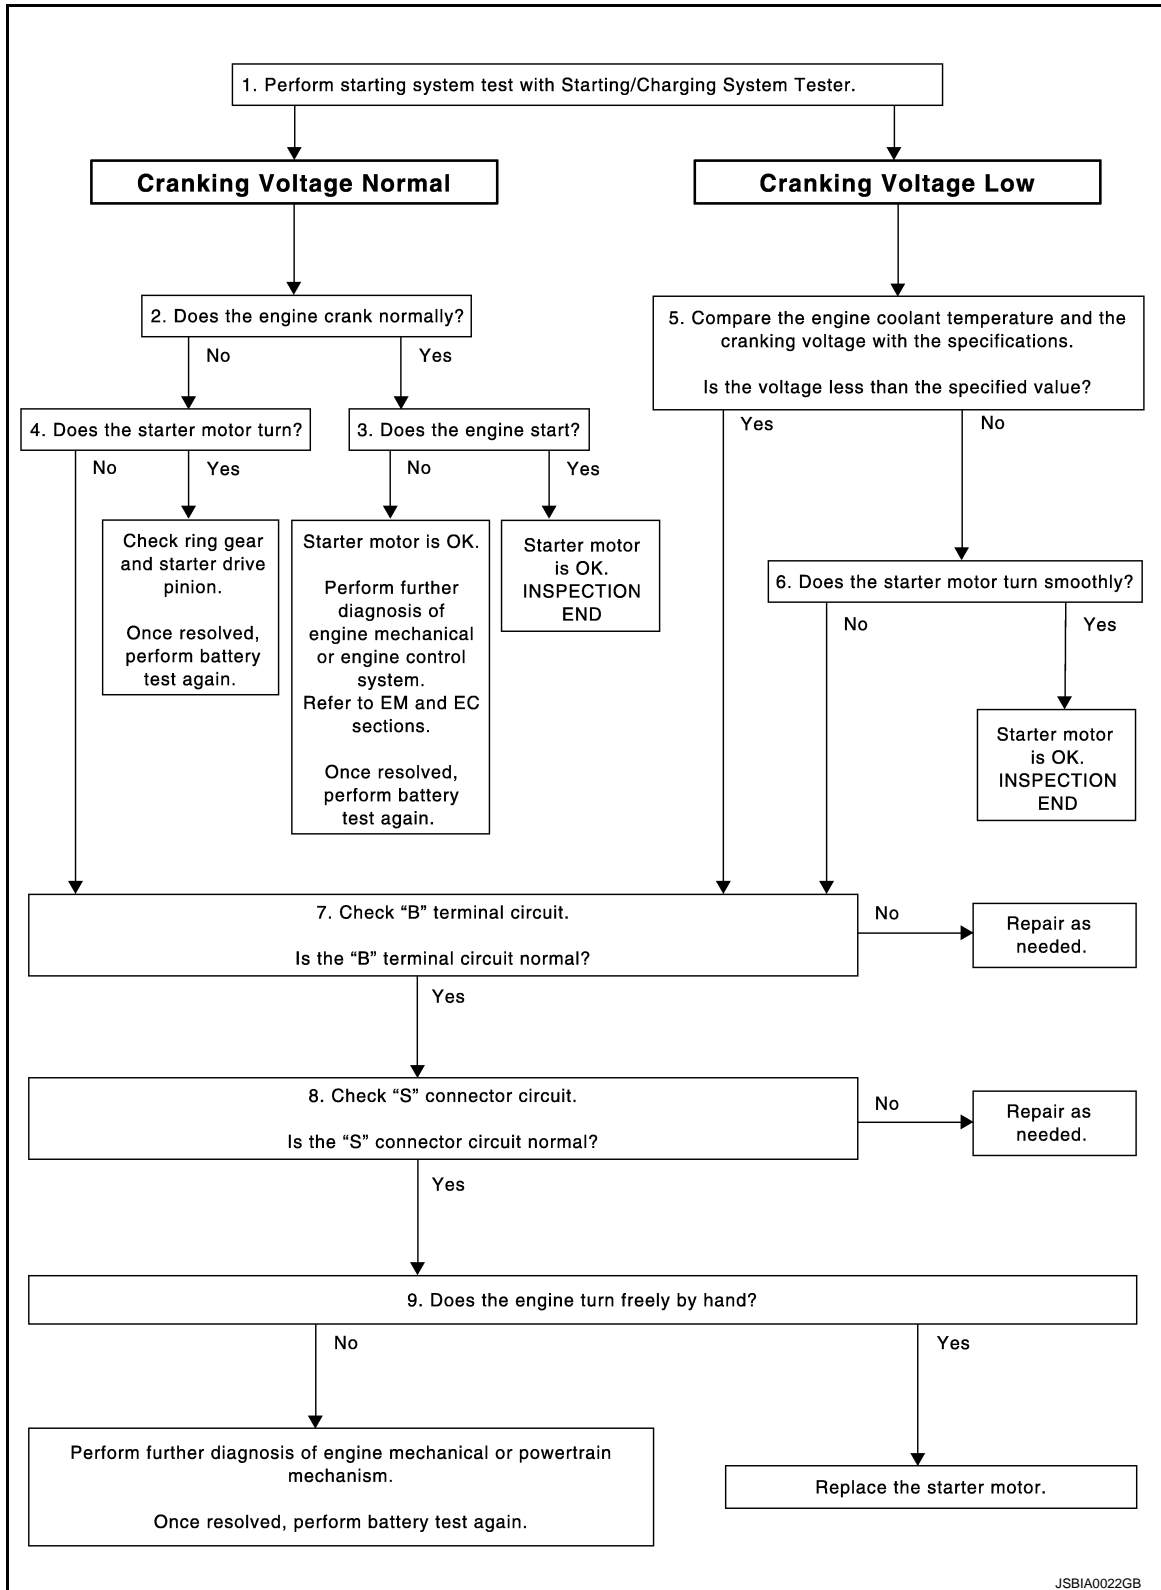 1. Perform starting system test with Starting/Charging System Tester.
Cranking Voltage Normal
Cranking Voltage Low
2. Does the engine crank normally?
No
Yes
4. Does the starter motor turn?
No
Yes
Check ring gear
and starter drive
pinion.
Once resolved,
perform battery
test again.
3. Does the engine start?
No
Yes
Starter motor is OK.
Perform further
diagnosis of
engine mechanical
or engine control
system.
Refer to EM and EC
sections.
Once resolved,
perform battery
test again.
Starter motor
is OK.
INSPECTION
END
5. Compare the engine coolant temperature and the
cranking voltage with the specifications.
Is the voltage less than the specified value?
Yes
No
6. Does the starter motor turn smoothly?
No
Yes
Starter motor
is OK.
INSPECTION
END
7. Check “B” terminal circuit.
Is the “B” terminal circuit normal?
No
Repair as
needed.
Yes
8. Check “S” connector circuit.
Is the “S” connector circuit normal?
No
Repair as
needed.
Yes
9. Does the engine turn freely by hand?
No
Yes
Perform further diagnosis of engine mechanical or powertrain
mechanism.
Once resolved, perform battery test again.
Replace the starter motor.
JSBIA0022GB